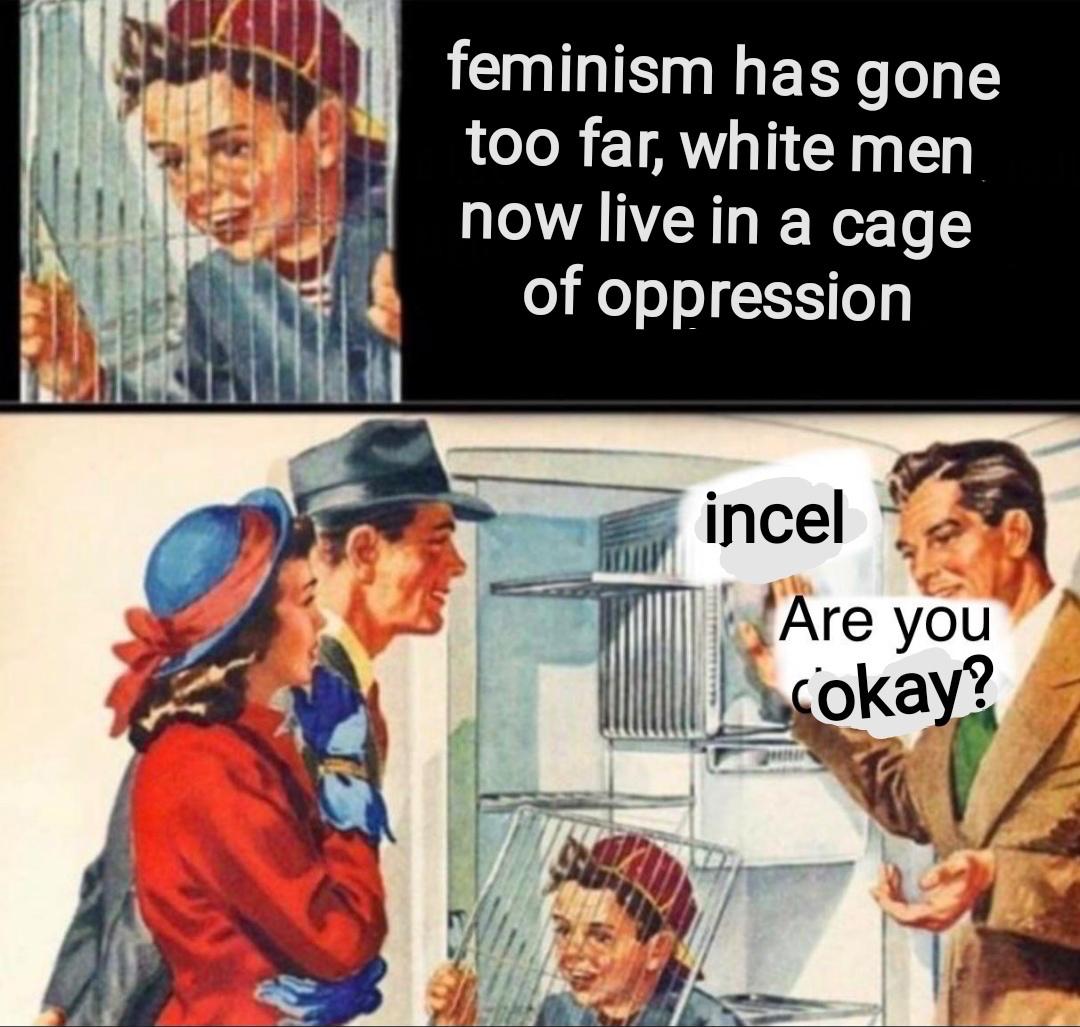 feminism has gone
too far, white men
now live in a cage
of oppression
incel
Are you
okay?